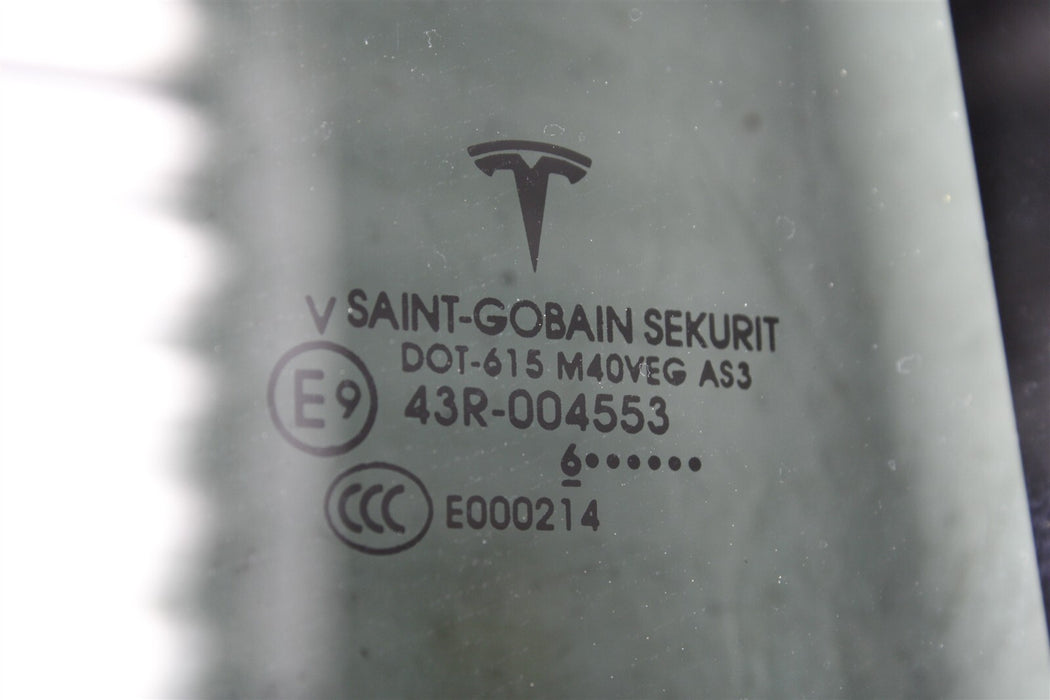 V SAINT-GOBAIN SEKURIT
DOT-615 M40VEG AS3
E9 43R-004553
6••••••
CCC E000214